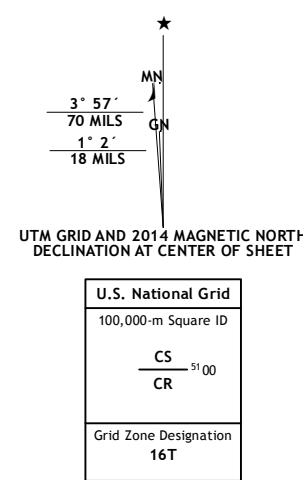 ★
MN
3° 57´
70 MILS
GN
1° 2´
18 MILS
UTM GRID AND 2014 MAGNETIC NORTH
DECLINATION AT CENTER OF SHEET
U.S. National Grid
100,000-m Square ID
CS
5100
CR
Grid Zone Designation
16T